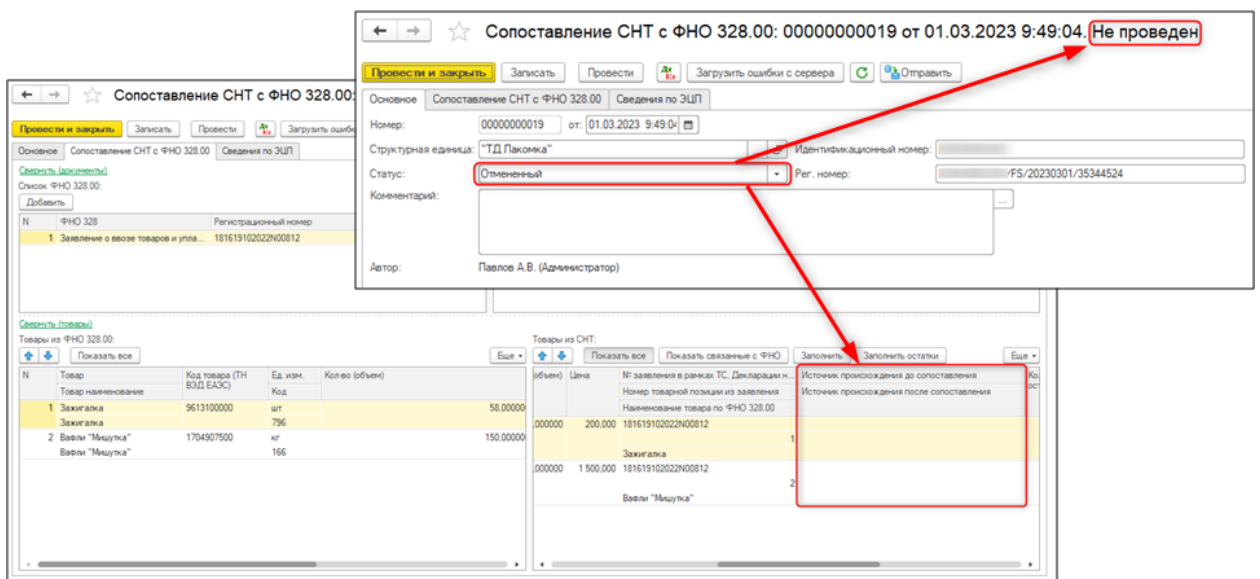 Сопоставление СНТ с ФНО 328.00: 00000000019 от 01.03.2023 9:49:04. Не проведен
Провести и закрыть Записать Провести Дт Кт Загрузить ошибки с сервера Отправить
Основное Сопоставление СНТ с ФНО 328.00 Сведения по ЭЦП
Номер: 00000000019 от: 01.03.2023 9:49:04
Структурная единица: "ТД Лакомка" Идентификационный номер:
Статус: Отмененный Рег. номер: /FS/20230301/35344524
Комментарий: ...
Автор: Павлов А.В. (Администратор)
Сопоставление СНТ с ФНО 328.00:
Провести и закрыть Записать Провести Дт Кт Загрузить ошибк
Основное Сопоставление СНТ с ФНО 328.00 Сведения по ЭЦП
Свернуть (документы)
Список ФНО 328.00:
Добавить
N ФНО 328 Регистрационный номер
1 Заявление о ввозе товаров и упла... 181619102022N00812
Свернуть (товары)
Товары из ФНО 328.00:
Показать все Еще
N Товар Код товара (ТН ВЭД ЕАЭС) Ед. изм. Кол-во (объем)
Товар наименование Код
1 Зажигалка 9613100000 шт 58,00000
Зажигалка 796
2 Вафли "Мишутка" 1704907500 кг 150,00000
Вафли "Мишутка" 166
Товары из СНТ:
Показать все Показать связанные с ФНО Заполнить Заполнить остатки Еще
объем) Цена № заявления в рамках ТС, Декларации н... Источник происхождения до сопоставления Ко
Номер товарной позиции из заявления Источник происхождения после сопоставления ост
Наименование товара по ФНО 328.00
,000000 200,000 181619102022N00812
1
Зажигалка
,000000 1 500,000 181619102022N00812
2
Вафли "Мишутка"